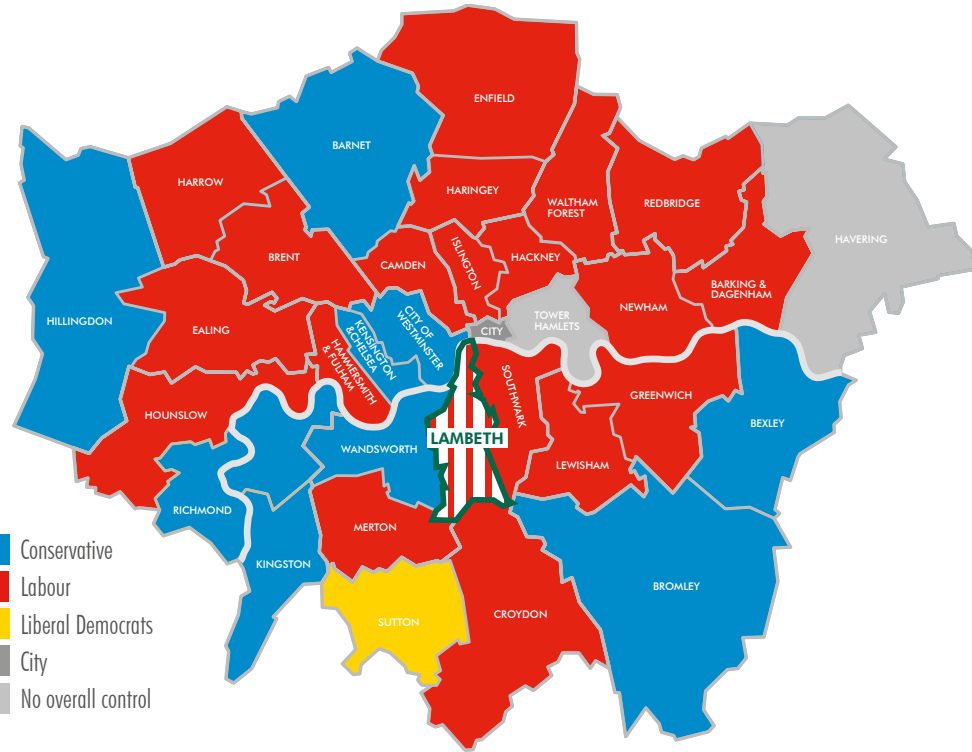 ENFIELD
BARNET
HARROW
HARINGEY
WALTHAM
FOREST
REDBRIDGE
HAVERING
BRENT
CAMDEN
ISLINGTON
HACKNEY
BARKING &
DAGENHAM
NEWHAM
HILLINGDON
EALING
CITY OF
WESTMINSTER
KENSINGTON
& CHELSEA
HAMMERSMITH
& FULHAM
CITY
TOWER
HAMLETS
HOUNSLOW
SOUTHWARK
GREENWICH
BEXLEY
WANDSWORTH
LAMBETH
LEWISHAM
RICHMOND
MERTON
KINGSTON
BROMLEY
SUTTON
CROYDON
Conservative
Labour
Liberal Democrats
City
No overall control